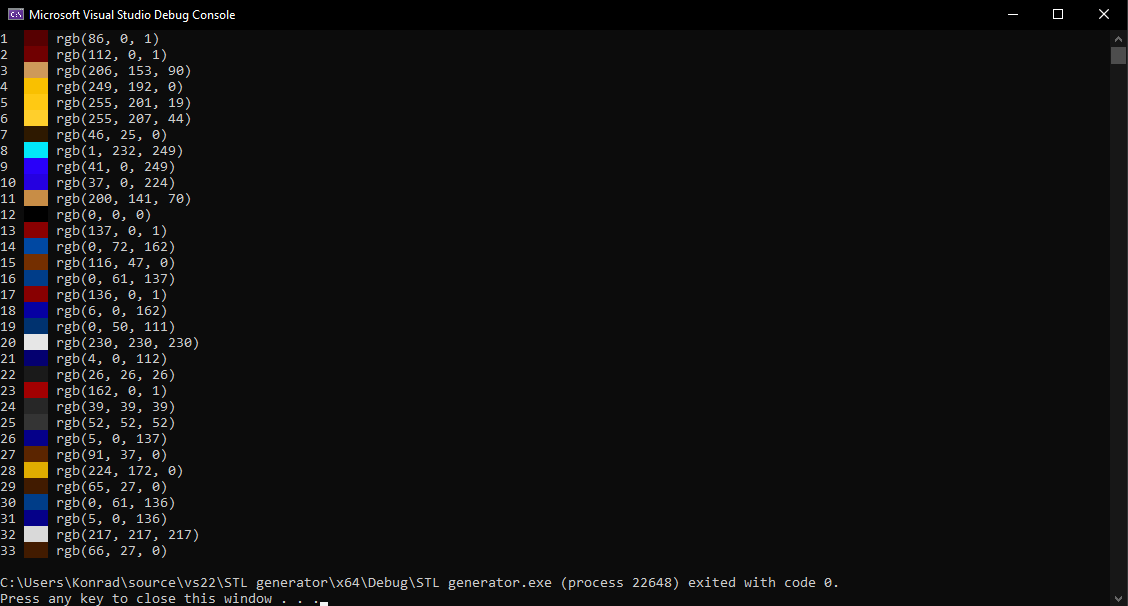 Microsoft Visual Studio Debug Console
1 rgb(86, 0, 1)
2 rgb(112, 0, 1)
3 rgb(206, 153, 90)
4 rgb(249, 192, 0)
5 rgb(255, 201, 19)
6 rgb(255, 207, 44)
7 rgb(46, 25, 0)
8 rgb(1, 232, 249)
9 rgb(41, 0, 249)
10 rgb(37, 0, 224)
11 rgb(200, 141, 70)
12 rgb(0, 0, 0)
13 rgb(137, 0, 1)
14 rgb(0, 72, 162)
15 rgb(116, 47, 0)
16 rgb(0, 61, 137)
17 rgb(136, 0, 1)
18 rgb(6, 0, 162)
19 rgb(0, 50, 111)
20 rgb(230, 230, 230)
21 rgb(4, 0, 112)
22 rgb(26, 26, 26)
23 rgb(162, 0, 1)
24 rgb(39, 39, 39)
25 rgb(52, 52, 52)
26 rgb(5, 0, 137)
27 rgb(91, 37, 0)
28 rgb(224, 172, 0)
29 rgb(65, 27, 0)
30 rgb(0, 61, 136)
31 rgb(5, 0, 136)
32 rgb(217, 217, 217)
33 rgb(66, 27, 0)
C:\Users\Konrad\source\vs22\STL generator\x64\Debug\STL generator.exe (process 22648) exited with code 0.
Press any key to close this window . . .